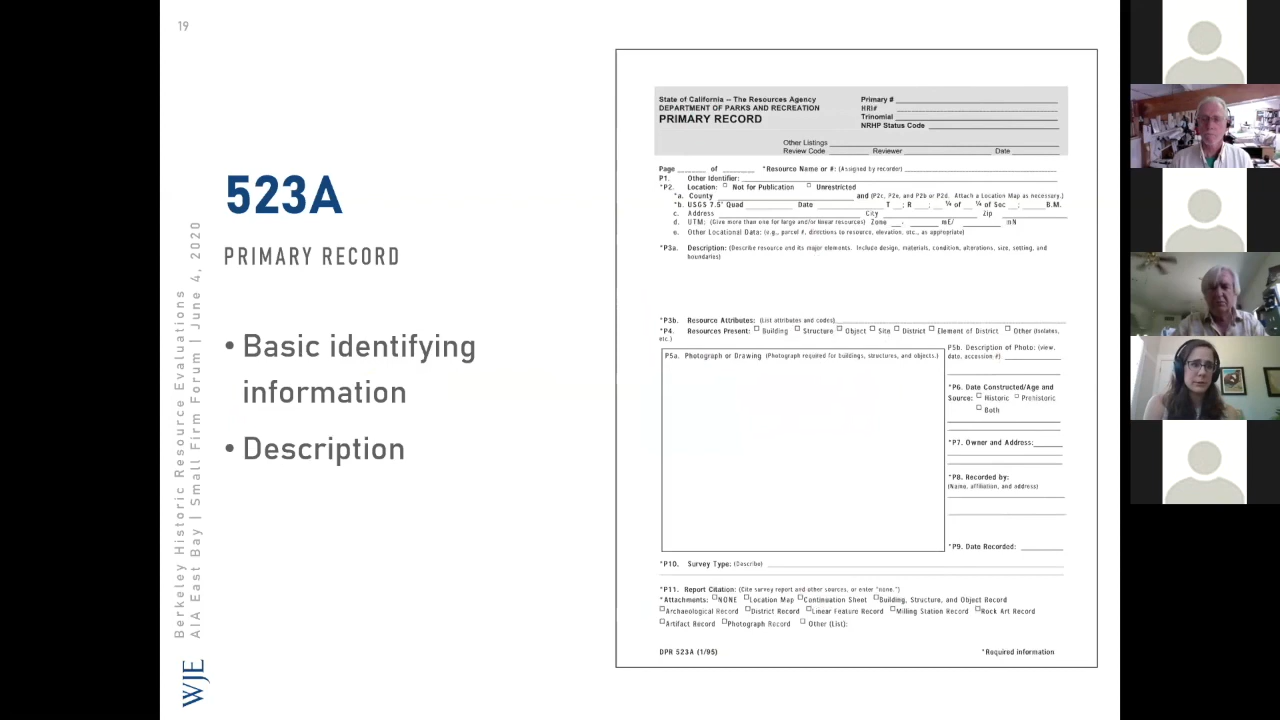 19
523A
PRIMARY RECORD
• Basic identifying
information
• Description
Berkeley Historic Resource Evaluations
AIA East Bay | Small Firm Forum | June 4, 2020
WJE
State of California -- The Resources Agency
DEPARTMENT OF PARKS AND RECREATION
PRIMARY RECORD
Primary #
HRI#
Trinomial
NRHP Status Code
Other Listings
Review Code Reviewer Date
Page of *Resource Name or #: (Assigned by recorder)
P1. Other Identifier:
*P2. Location: Not for Publication Unrestricted
*a. County and (P2c, P2e, and P2b or P2d. Attach a Location Map as necessary.)
*b. USGS 7.5' Quad Date T ; R ; ¼ of ¼ of Sec ; B.M.
c. Address City Zip
d. UTM: (Give more than one for large and/or linear resources) Zone , mE/ mN
e. Other Locational Data: (e.g., parcel #, directions to resource, elevation, etc., as appropriate)
*P3a. Description: (Describe resource and its major elements. Include design, materials, condition, alterations, size, setting, and
boundaries)
*P3b. Resource Attributes: (List attributes and codes)
*P4. Resources Present: Building Structure Object Site District Element of District Other (Isolates,
etc.)
P5a. Photograph or Drawing (Photograph required for buildings, structures, and objects.)
P5b. Description of Photo: (view,
date, accession #)
*P6. Date Constructed/Age and
Source: Historic Prehistoric
Both
*P7. Owner and Address:
*P8. Recorded by:
(Name, affiliation, and address)
*P9. Date Recorded:
*P10. Survey Type: (Describe)
*P11. Report Citation: (Cite survey report and other sources, or enter "none.")
*Attachments: NONE Location Map Continuation Sheet Building, Structure, and Object Record
Archaeological Record District Record Linear Feature Record Milling Station Record Rock Art Record
Artifact Record Photograph Record Other (List):
DPR 523A (1/95)
*Required information